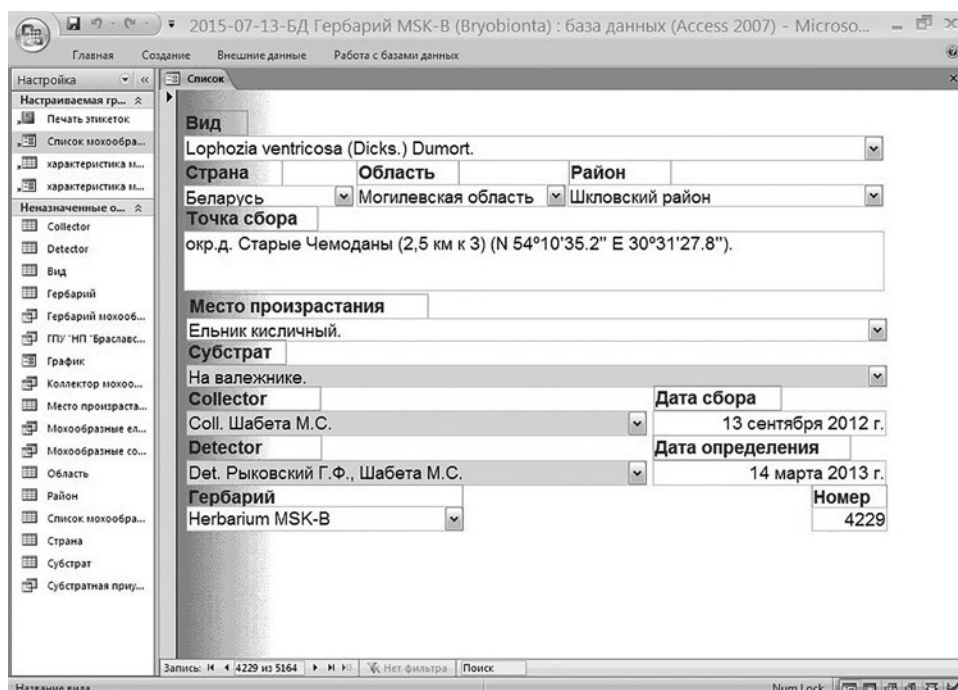 2015-07-13-БД Гербарий MSK-B (Bryobionta) : база данных (Access 2007) - Microso...
Главная Создание Внешние данные Работа с базами данных
Настройка
Настраиваемая гр...
Печать этикеток
Список мохообра...
характеристика м...
характеристика м...
Неназначенные о...
Collector
Detector
Вид
Гербарий
Гербарий мохооб...
ГПУ "НП "Браславс...
График
Коллектор мохоо...
Место произраста...
Мохообразные ел...
Мохообразные со...
Область
Район
Список мохообра...
Страна
Субстрат
Субстратная приу...
Список
Вид
Lophozia ventricosa (Dicks.) Dumort.
Страна Область Район
Беларусь Могилевская область Шкловский район
Точка сбора
окр.д. Старые Чемоданы (2,5 км к З) (N 54º10'35.2" E 30º31'27.8").
Место произрастания
Ельник кисличный.
Субстрат
На валежнике.
Collector Дата сбора
Coll. Шабета М.С. 13 сентября 2012 г.
Detector Дата определения
Det. Рыковский Г.Ф., Шабета М.С. 14 марта 2013 г.
Гербарий Номер
Herbarium MSK-B 4229
Запись: 4229 из 5164 Нет фильтра Поиск
Название вида Num Lock